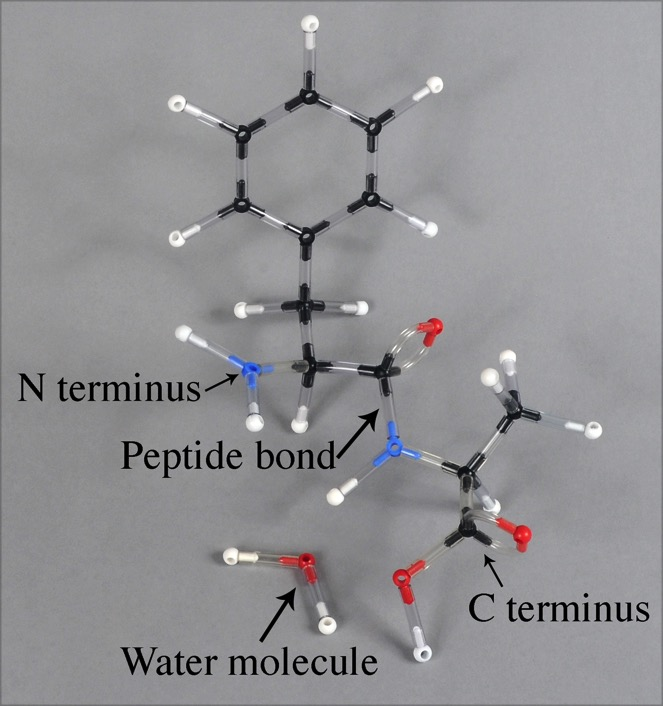 N terminus
Peptide bond
C terminus
Water molecule